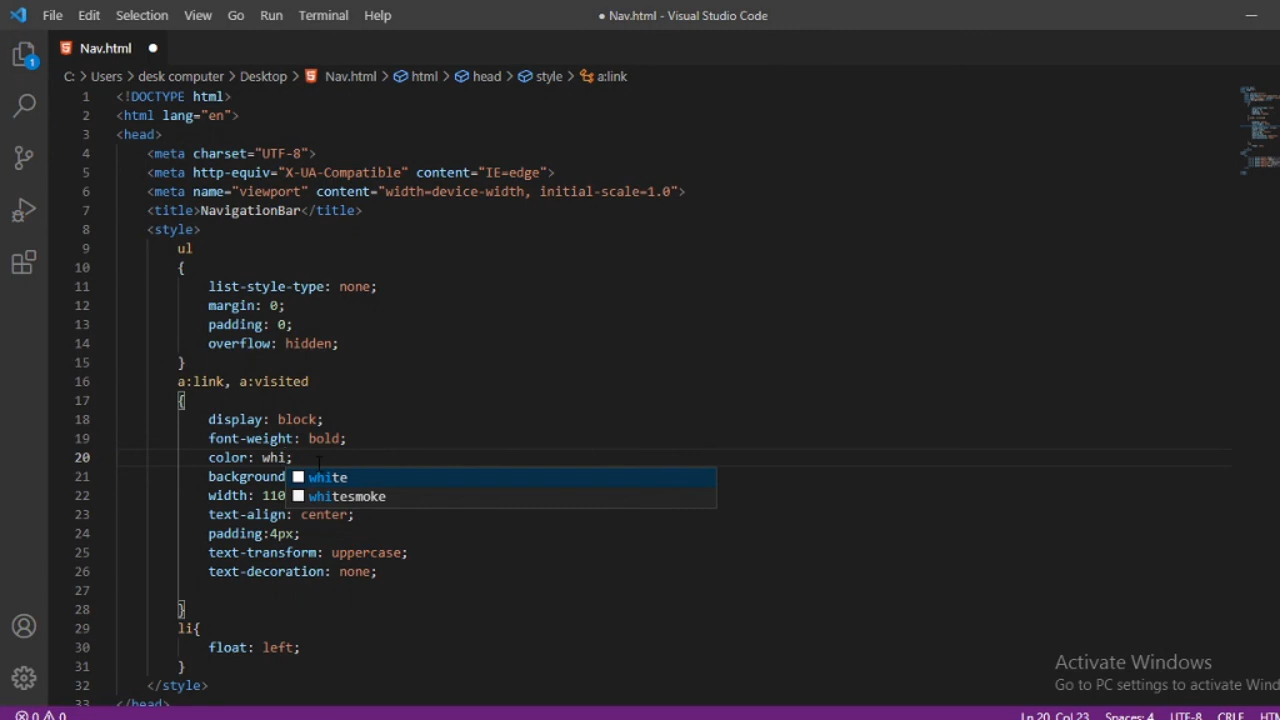 File Edit Selection View Go Run Terminal Help
● Nav.html - Visual Studio Code
Nav.html ●
1
C: > Users > desk computer > Desktop > Nav.html > html > head > style > a:link
1 <!DOCTYPE html>
2 <html lang="en">
3 <head>
4 <meta charset="UTF-8">
5 <meta http-equiv="X-UA-Compatible" content="IE=edge">
6 <meta name="viewport" content="width=device-width, initial-scale=1.0">
7 <title>NavigationBar</title>
8 <style>
9 ul
10 {
11 list-style-type: none;
12 margin: 0;
13 padding: 0;
14 overflow: hidden;
15 }
16 a:link, a:visited
17 {
18 display: block;
19 font-weight: bold;
20 color: whi;
21 background
white
22 width: 110
whitesmoke
23 text-align: center;
24 padding:4px;
25 text-transform: uppercase;
26 text-decoration: none;
27
28 }
29 li{
30 float: left;
31 }
32 </style>
33 </head>
Activate Windows
Go to PC settings to activate Wind
0 0 Ln 20, Col 23 Spaces: 4 UTF-8 CRLF HT